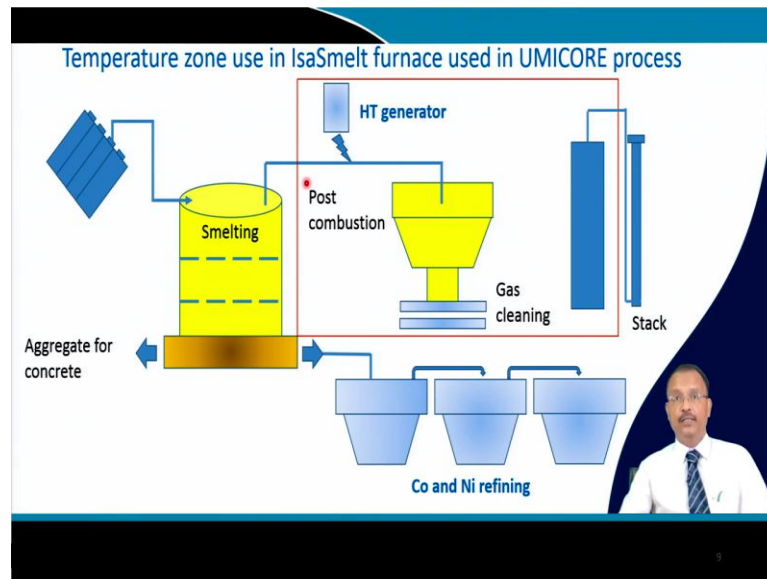 Temperature zone use in IsaSmelt furnace used in UMICORE process
HT generator
Smelting
Post
combustion
Gas
cleaning
Stack
Aggregate for
concrete
Co and Ni refining
9